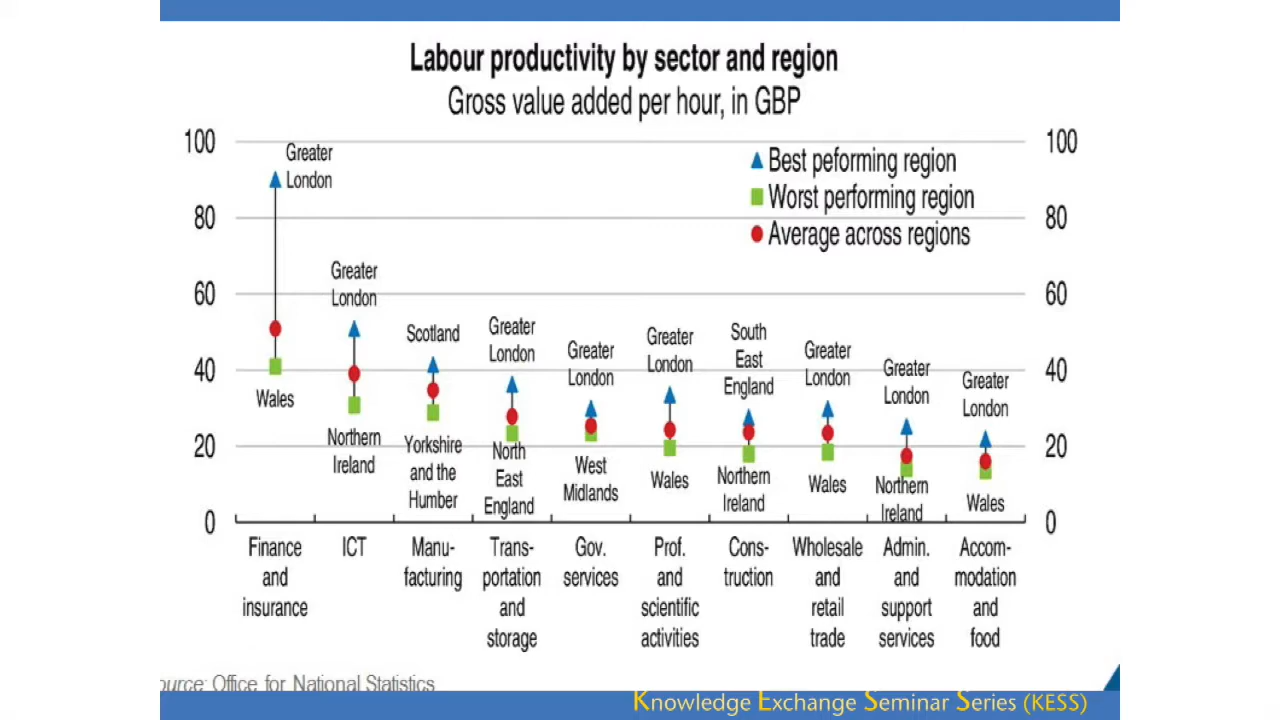 Labour productivity by sector and region
Gross value added per hour, in GBP
100
80
60
40
20
0
100
80
60
40
20
0
Best peforming region
Worst performing region
Average across regions
Greater
London
Wales
Greater
London
Northern
Ireland
Scotland
Yorkshire
and the
Humber
Greater
London
North
East
England
Greater
London
West
Midlands
Greater
London
Wales
South
East
England
Northern
Ireland
Greater
London
Wales
Greater
London
Northern
Ireland
Greater
London
Wales
Finance
and
insurance
ICT
Manu-
facturing
Trans-
portation
and
storage
Gov.
services
Prof.
and
scientific
activities
Cons-
truction
Wholesale
and
retail
trade
Admin.
and
support
services
Accom-
modation
and
food
ource: Office for National Statistics
Knowledge Exchange Seminar Series (KESS)